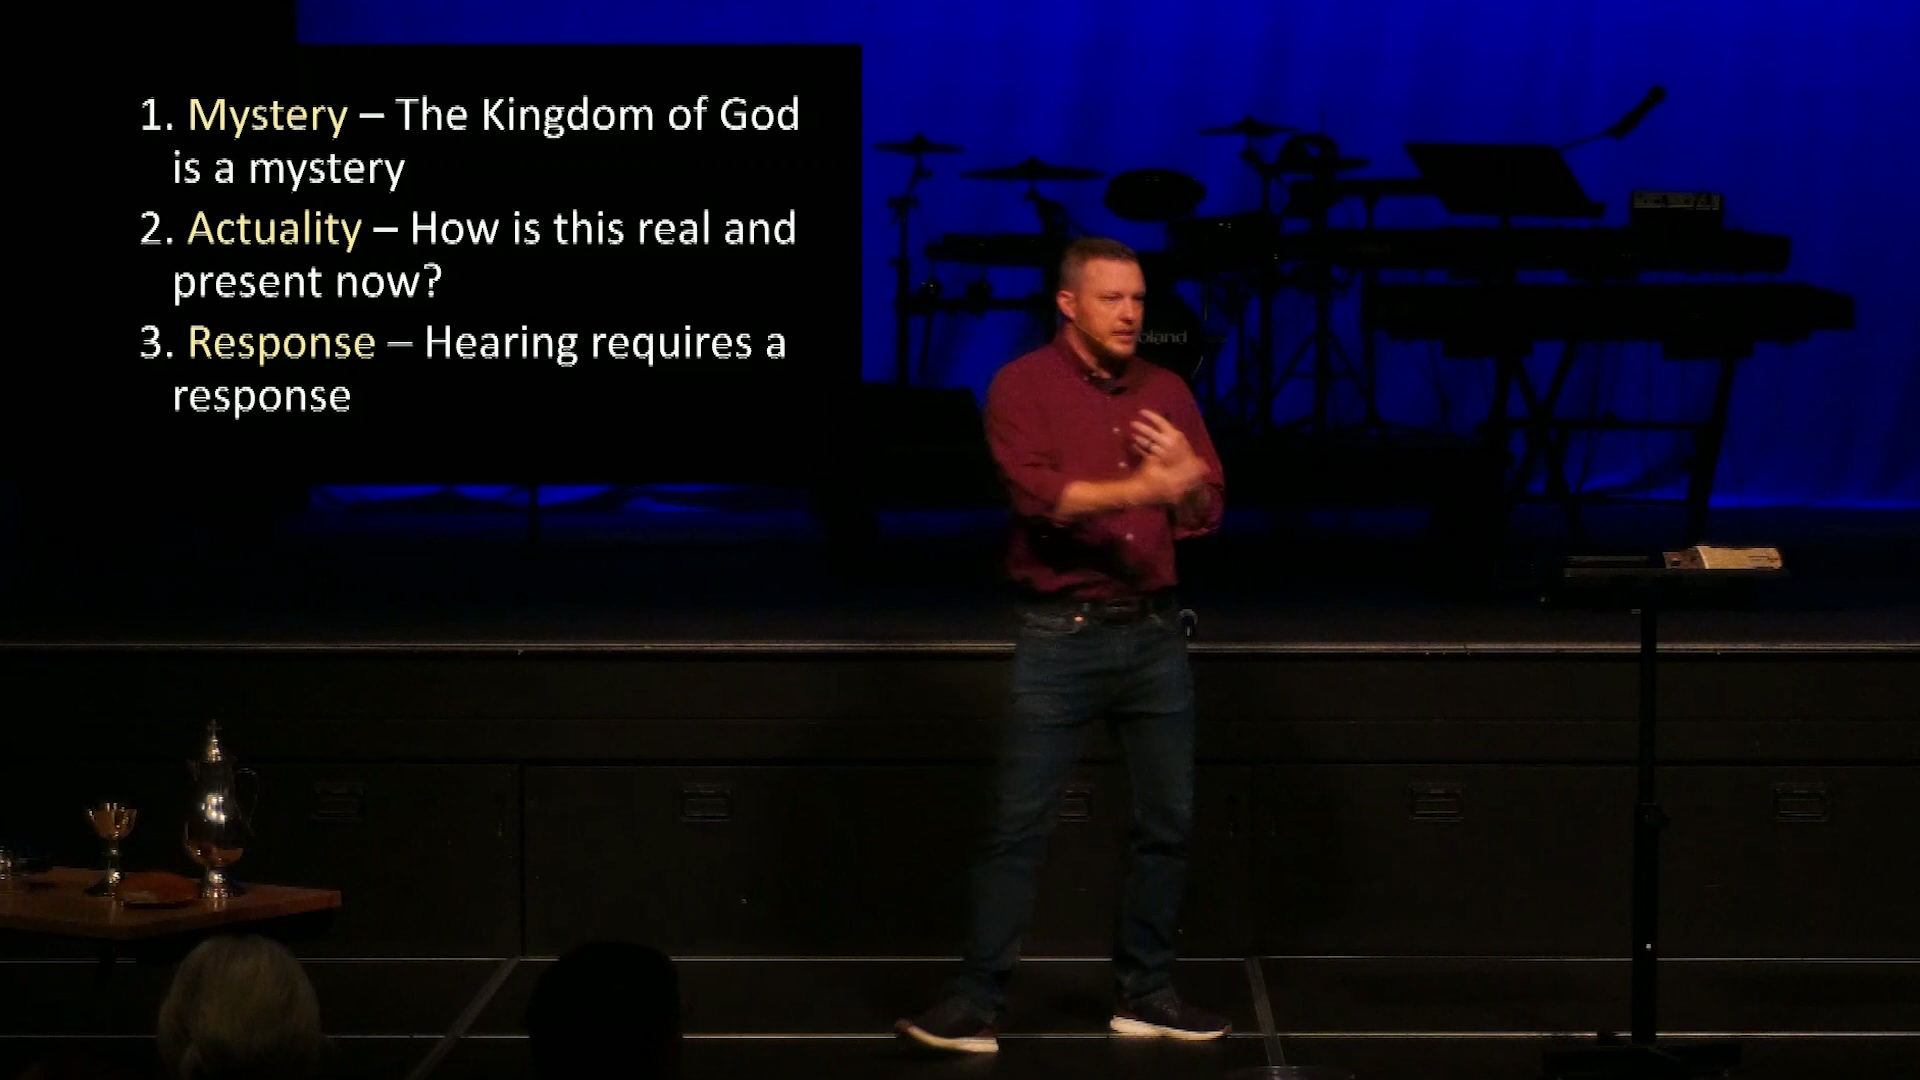 1. Mystery – The Kingdom of God
is a mystery
2. Actuality – How is this real and
present now?
3. Response – Hearing requires a
response
oland